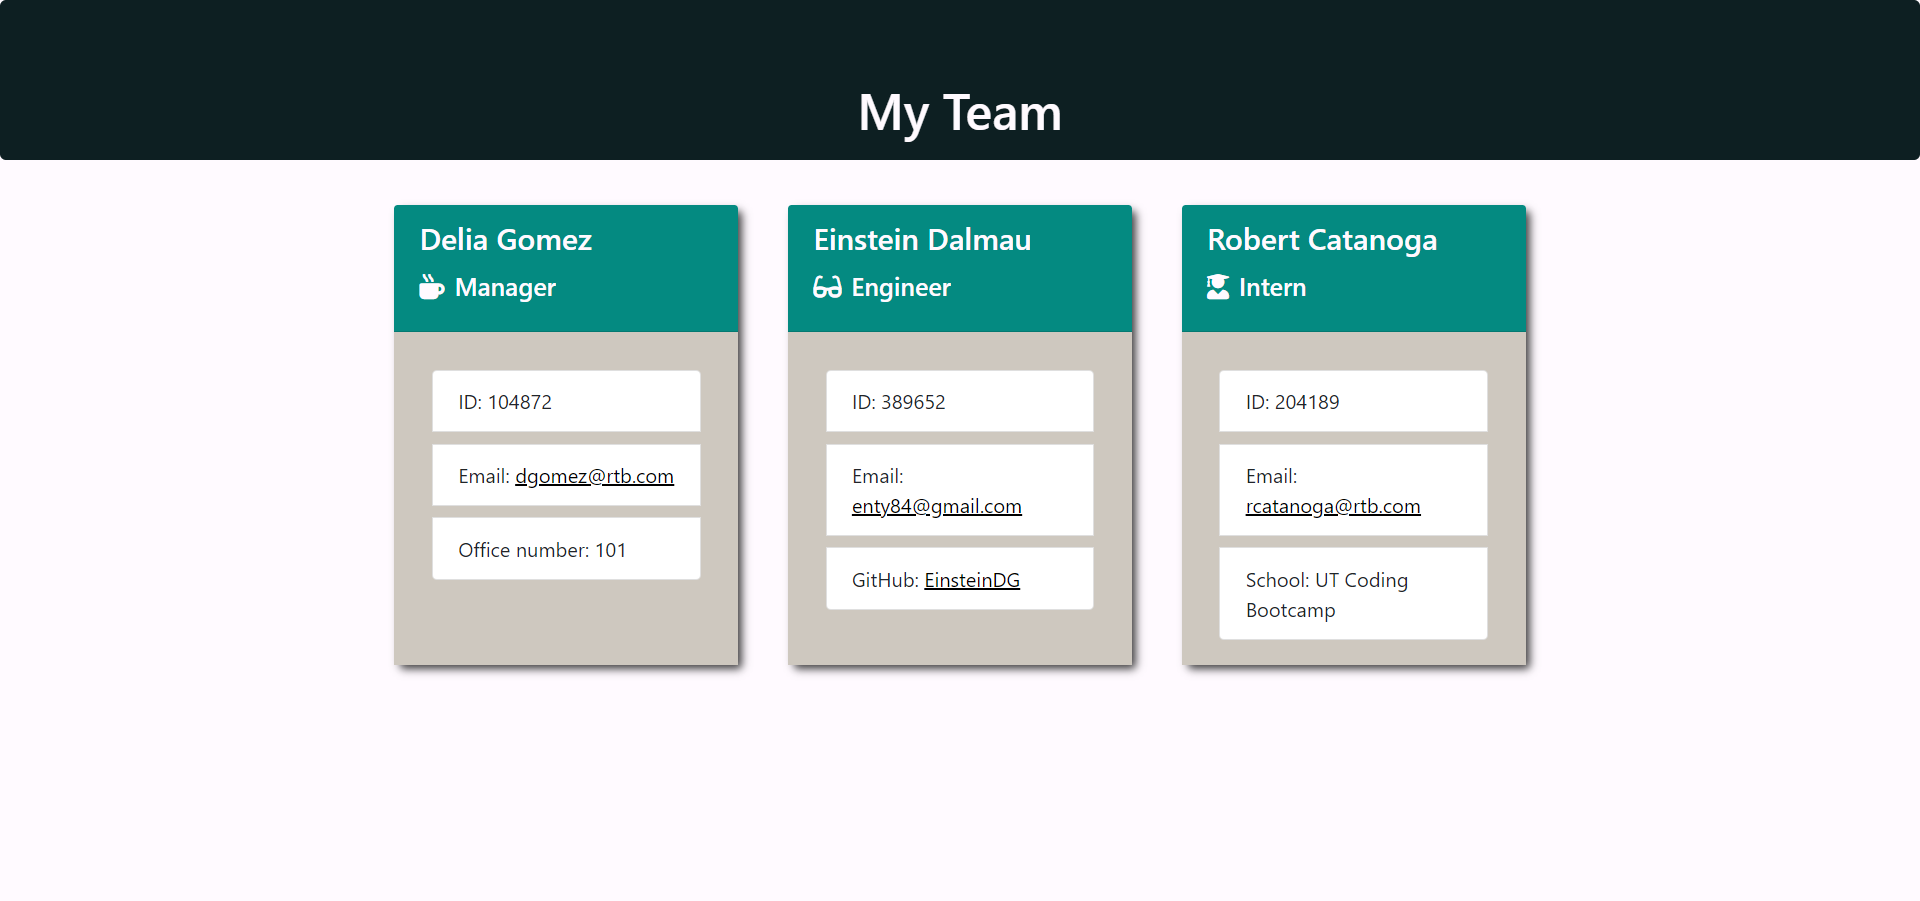 My Team
Delia Gomez
Manager
ID: 104872
Email: dgomez@rtb.com
Office number: 101
Einstein Dalmau
Engineer
ID: 389652
Email:
enty84@gmail.com
GitHub: EinsteinDG
Robert Catanoga
Intern
ID: 204189
Email:
rcatanoga@rtb.com
School: UT Coding
Bootcamp